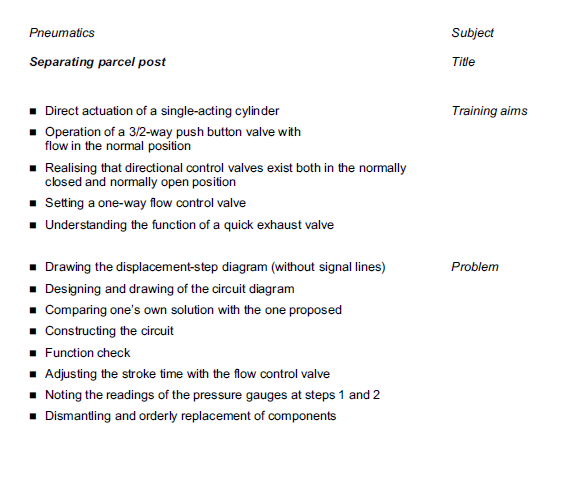 Pneumatics Subject
Separating parcel post Title
■ Direct actuation of a single-acting cylinder Training aims
■ Operation of a 3/2-way push button valve with
flow in the normal position
■ Realising that directional control valves exist both in the normally
closed and normally open position
■ Setting a one-way flow control valve
■ Understanding the function of a quick exhaust valve
■ Drawing the displacement-step diagram (without signal lines) Problem
■ Designing and drawing of the circuit diagram
■ Comparing one’s own solution with the one proposed
■ Constructing the circuit
■ Function check
■ Adjusting the stroke time with the flow control valve
■ Noting the readings of the pressure gauges at steps 1 and 2
■ Dismantling and orderly replacement of components